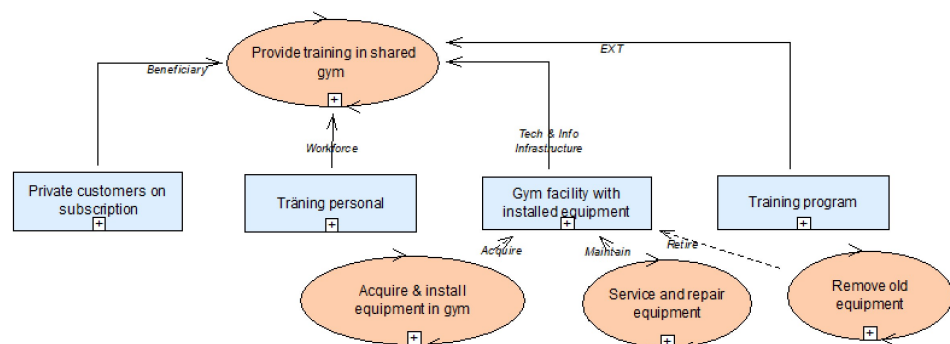 Provide training in shared
gym
EXT
Beneficiary
Workforce
Tech & Info
Infrastructure
Private customers on
subscription
Träning personal
Gym facility with
installed equipment
Training program
Acquire
Maintain
Retire
Acquire & install
equipment in gym
Service and repair
equipment
Remove old
equipment